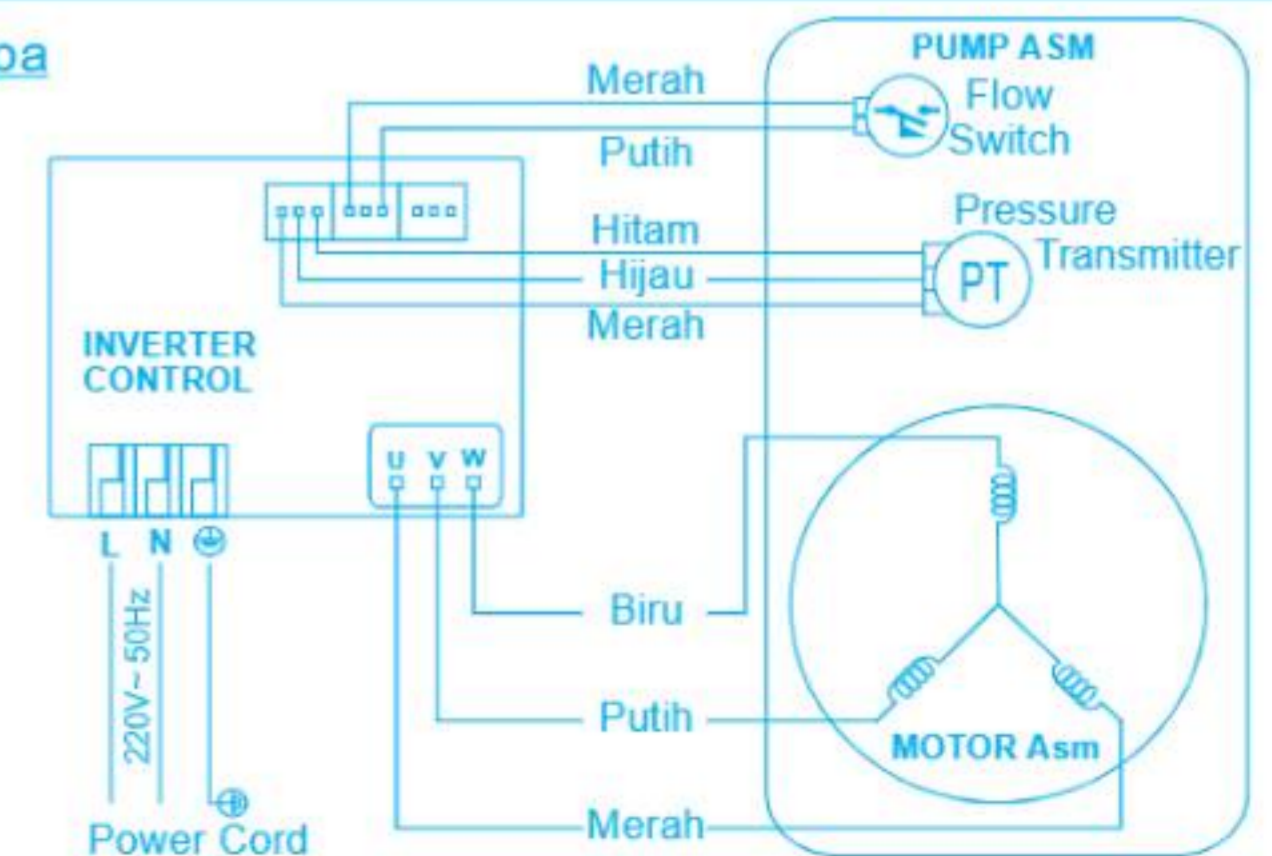 PUMP ASM
Merah
Flow
Switch
Putih
Pressure
Transmitter
Hitam
PT
Hijau
Merah
INVERTER
CONTROL
U V W
L N
220V~ 50Hz
Biru
Putih
MOTOR Asm
Merah
Power Cord